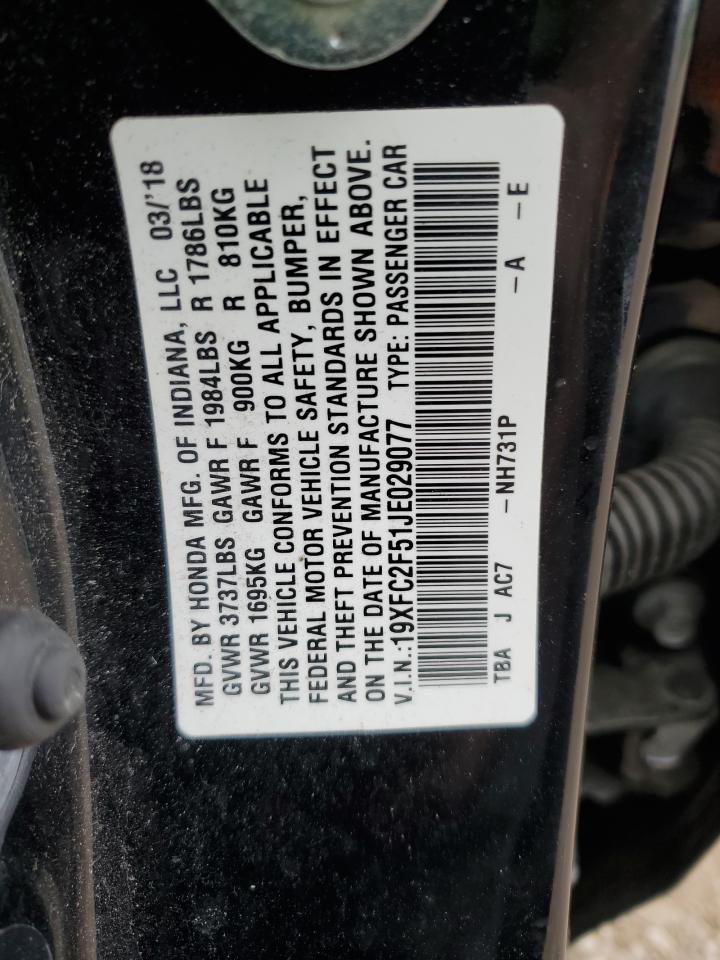 MFD. BY HONDA MFG. OF INDIANA, LLC 03/'18
GVWR 3737LBS GAWR F 1984LBS R 1786LBS
GVWR 1695KG GAWR F 900KG R 810KG
THIS VEHICLE CONFORMS TO ALL APPLICABLE
FEDERAL MOTOR VEHICLE SAFETY, BUMPER,
AND THEFT PREVENTION STANDARDS IN EFFECT
ON THE DATE OF MANUFACTURE SHOWN ABOVE.
V.I.N.:19XFC2F51JE029077 TYPE: PASSENGER CAR
TBA J AC7 -NH731P -A -E